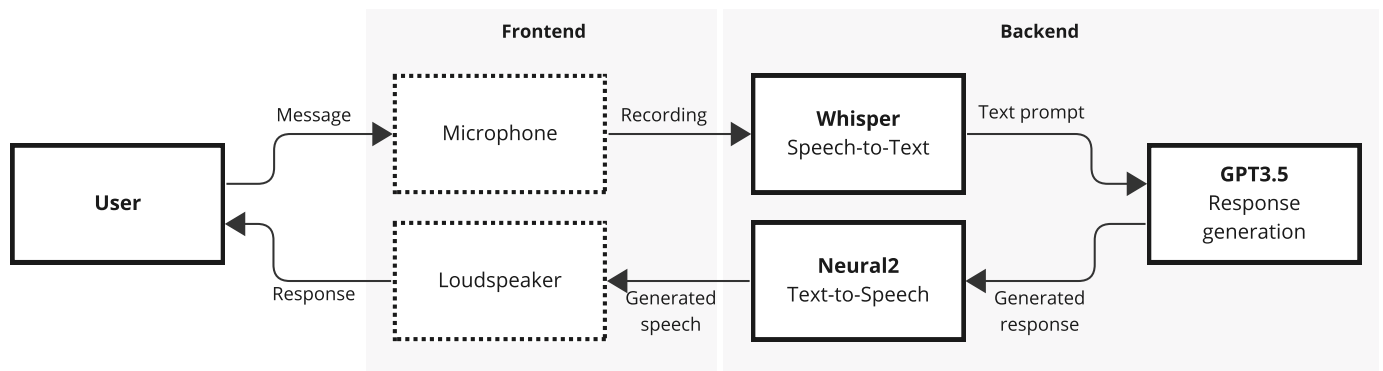 Frontend
Backend
Message
Microphone
Recording
Whisper
Speech-to-Text
Text prompt
User
GPT3.5
Response
generation
Response
Loudspeaker
Generated
speech
Neural2
Text-to-Speech
Generated
response